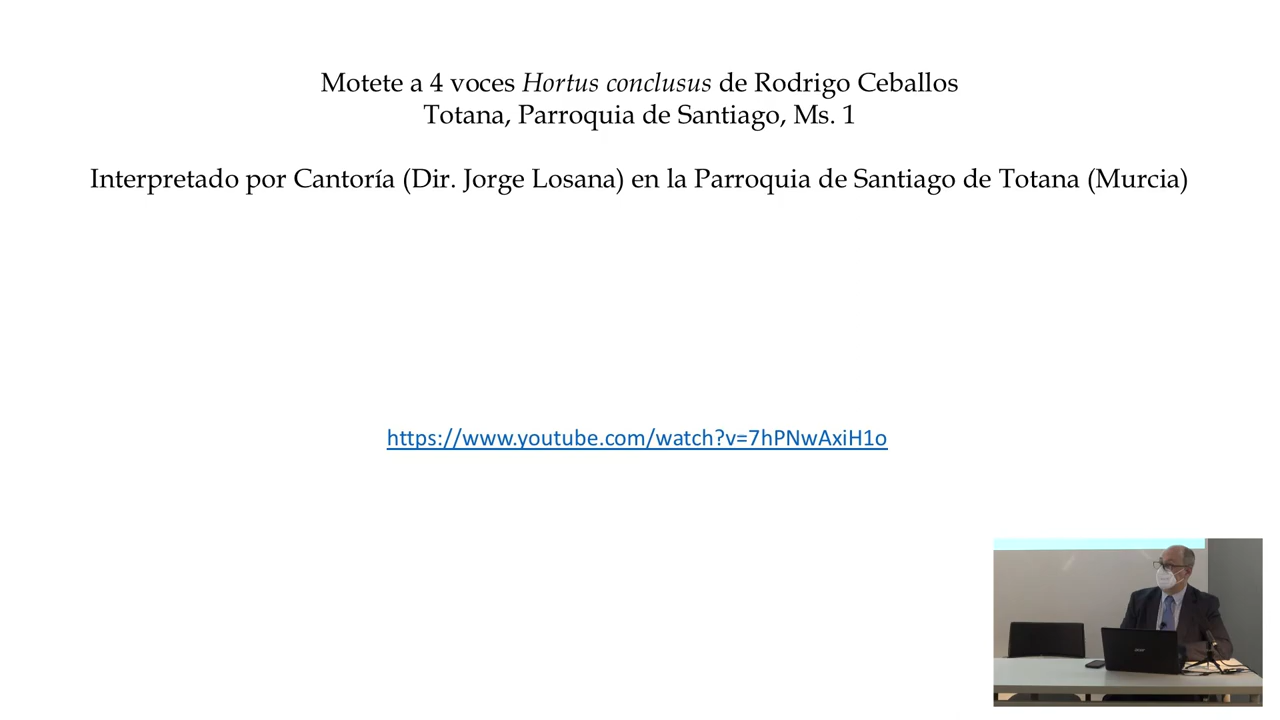 Motete a 4 voces Hortus conclusus de Rodrigo Ceballos
Totana, Parroquia de Santiago, Ms. 1
Interpretado por Cantoría (Dir. Jorge Losana) en la Parroquia de Santiago de Totana (Murcia)
https://www.youtube.com/watch?v=7hPNwAxiH1o
acer